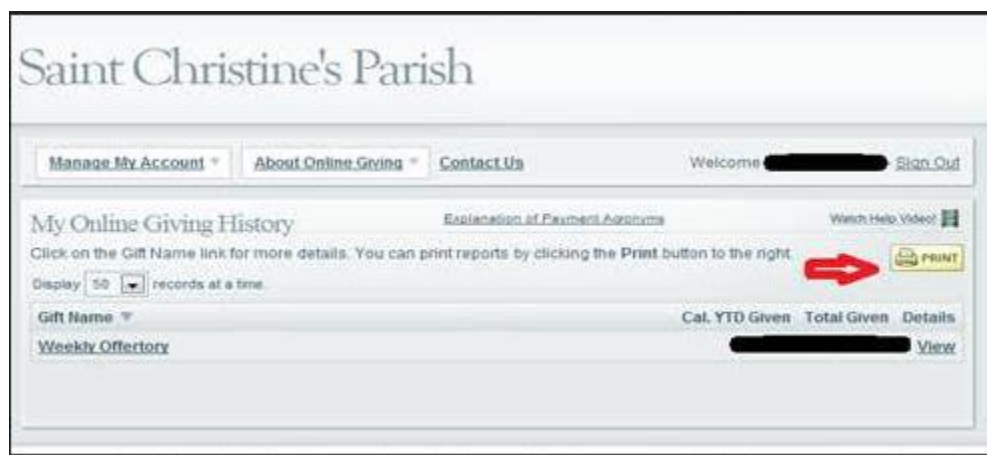 Saint Christine's Parish
Manage My Account About Online Giving Contact Us Welcome Sign Out
My Online Giving History Explanation of Payment Acronyms Watch Help Video!
Click on the Gift Name link for more details. You can print reports by clicking the Print button to the right. PRINT
Display 50 records at a time.
Gift Name Cal. YTD Given Total Given Details
Weekly Offertory View